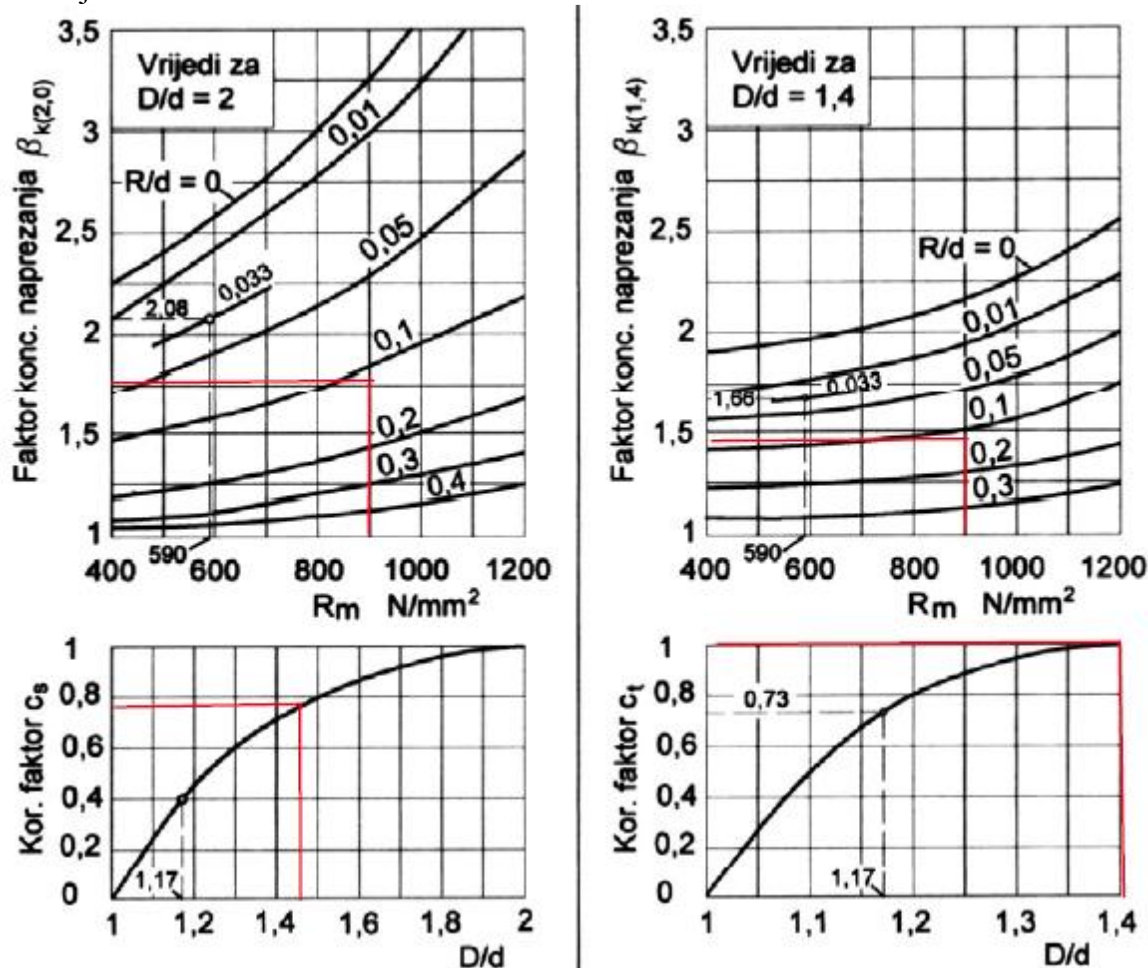 Faktor konc. naprezanja βk(2,0)
3,5
3
2,5
2
1,5
1
Vrijedi za
D/d = 2
R/d = 0
0,01
0,05
0,033
2,08
0,1
0,2
0,3
0,4
590
400 600 800 1000 1200
Rm N/mm²
Kor. faktor cs
1
0,8
0,6
0,4
0,2
0
1,17
1 1,2 1,4 1,6 1,8 2
D/d
Faktor konc. naprezanja βk(1,4)
3,5
3
2,5
2
1,5
1
Vrijedi za
D/d = 1,4
R/d = 0
0,01
0,05
0,033
1,66
0,1
0,2
0,3
590
400 600 800 1000 1200
Rm N/mm²
Kor. faktor ct
1
0,8
0,6
0,4
0,2
0
0,73
1,17
1 1,2 1,3 1,4
D/d